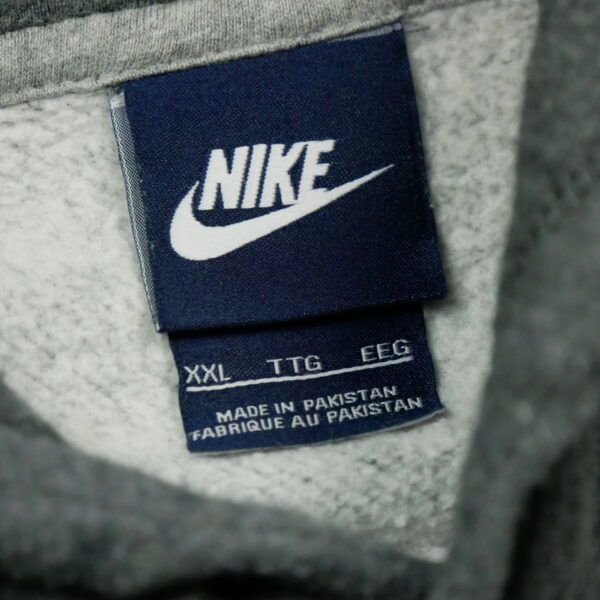 NIKE
XXL TTG EEG
MADE IN PAKISTAN
FABRIQUE AU PAKISTAN